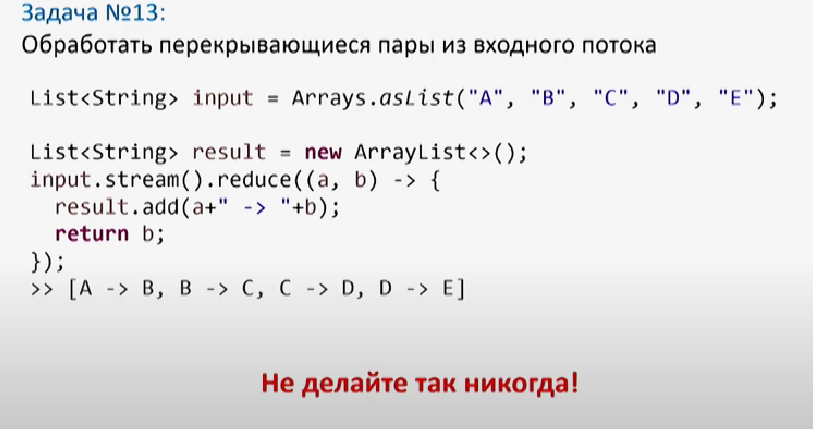 Задача №13:
Обработать перекрывающиеся пары из входного потока
List<String> input = Arrays.asList("A", "B", "C", "D", "E");
List<String> result = new ArrayList<>();
input.stream().reduce((a, b) -> {
  result.add(a+" -> "+b);
  return b;
});
>> [A -> B, B -> C, C -> D, D -> E]
Не делайте так никогда!